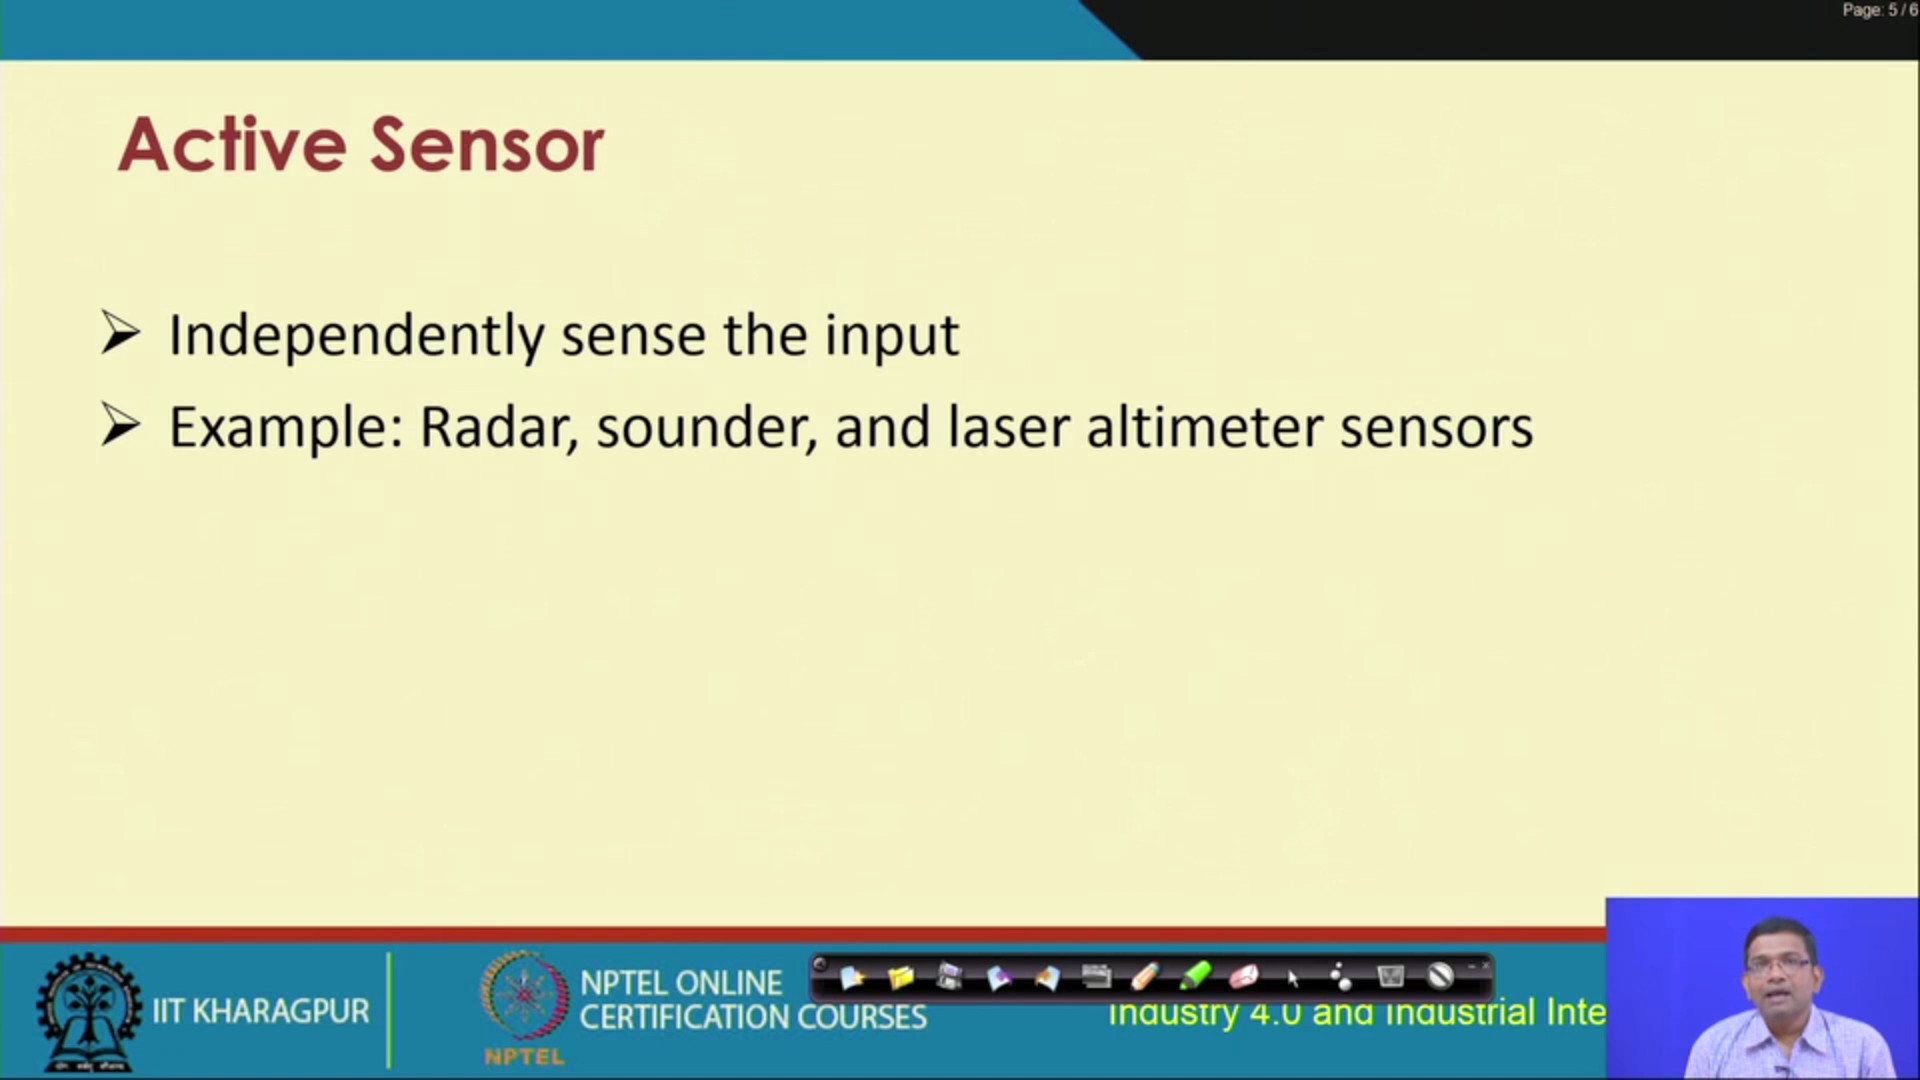 Page: 5 / 6
Active Sensor
Independently sense the input
Example: Radar, sounder, and laser altimeter sensors
IIT KHARAGPUR
NPTEL
NPTEL ONLINE
CERTIFICATION COURSES
Industry 4.0 and Industrial Inte